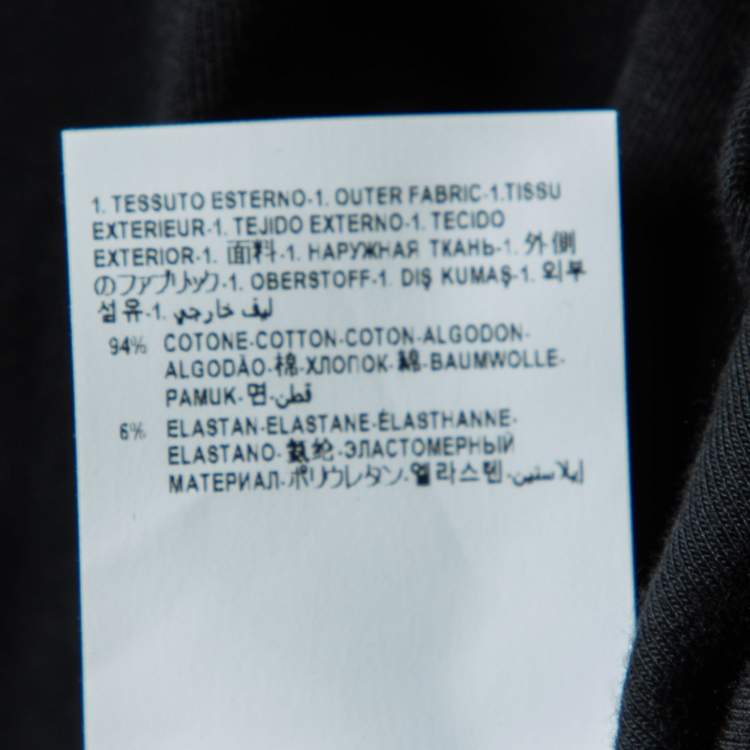 1. TESSUTO ESTERNO-1. OUTER FABRIC-1.TISSU
EXTERIEUR-1. TEJIDO EXTERNO-1. TECIDO
EXTERIOR-1. 面料-1. НАРУЖНАЯ ТКАНЬ-1. 外側
のファブリック-1. OBERSTOFF-1. DIŞ KUMAŞ-1. 외부
섬유-1. ليف خارجي
94% COTONE-COTTON-COTON-ALGODON-
ALGODÃO-棉-ХЛОПОК-綿-BAUMWOLLE-
PAMUK-면-قطن
6% ELASTAN-ELASTANE-ÉLASTHANNE-
ELASTANO-氨纶-ЭЛАСТОМЕРНЫЙ
МАТЕРИАЛ-ポリウレタン-엘라스텐-إيلاستين